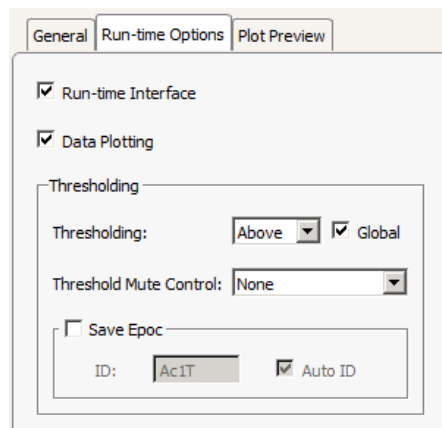 General Run-time Options Plot Preview
Run-time Interface
Data Plotting
Thresholding
Thresholding: Above Global
Threshold Mute Control: None
Save Epoc
ID: Ac1T Auto ID